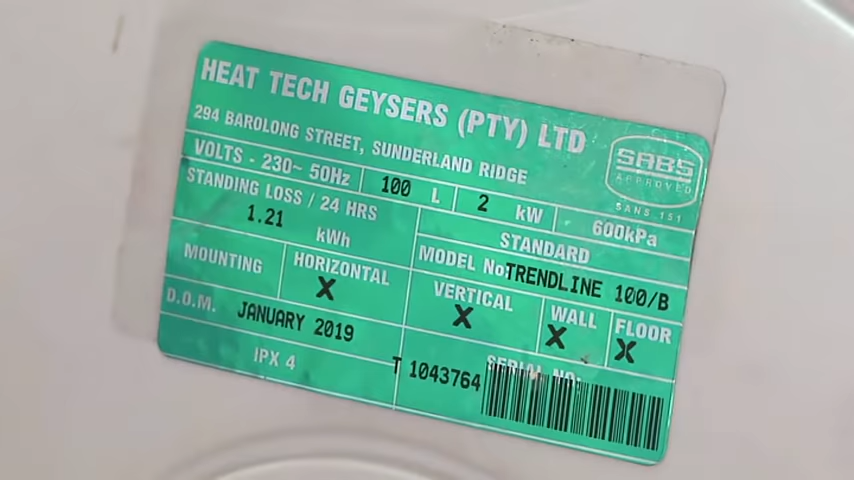 HEAT TECH GEYSERS (PTY) LTD
294 BAROLONG STREET, SUNDERLAND RIDGE
SABS
APPROVED
SANS 151
VOLTS - 230~ 50Hz 100 L 2 kW 600kPa
STANDING LOSS / 24 HRS
1.21
kWh
STANDARD
MODEL No TRENDLINE 100/B
MOUNTING HORIZONTAL X VERTICAL X WALL X FLOOR X
D.O.M. JANUARY 2019
IPX 4
SERIAL NO:
T 1043764